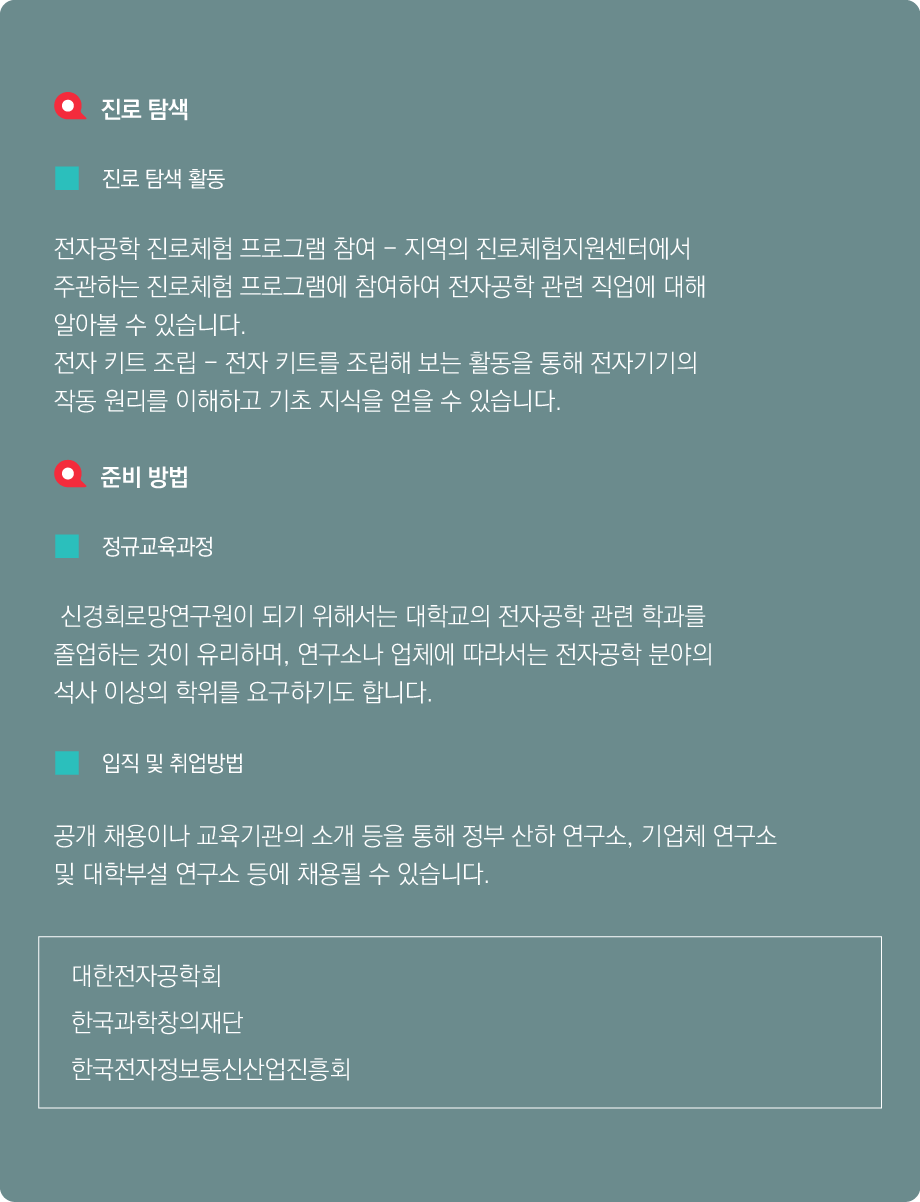 진로 탐색
진로 탐색 활동
전자공학 진로체험 프로그램 참여 – 지역의 진로체험지원센터에서
주관하는 진로체험 프로그램에 참여하여 전자공학 관련 직업에 대해
알아볼 수 있습니다.
전자 키트 조립 – 전자 키트를 조립해 보는 활동을 통해 전자기기의
작동 원리를 이해하고 기초 지식을 얻을 수 있습니다.
준비 방법
정규교육과정
신경회로망연구원이 되기 위해서는 대학교의 전자공학 관련 학과를
졸업하는 것이 유리하며, 연구소나 업체에 따라서는 전자공학 분야의
석사 이상의 학위를 요구하기도 합니다.
입직 및 취업방법
공개 채용이나 교육기관의 소개 등을 통해 정부 산하 연구소, 기업체 연구소
및 대학부설 연구소 등에 채용될 수 있습니다.
대한전자공학회
한국과학창의재단
한국전자정보통신산업진흥회